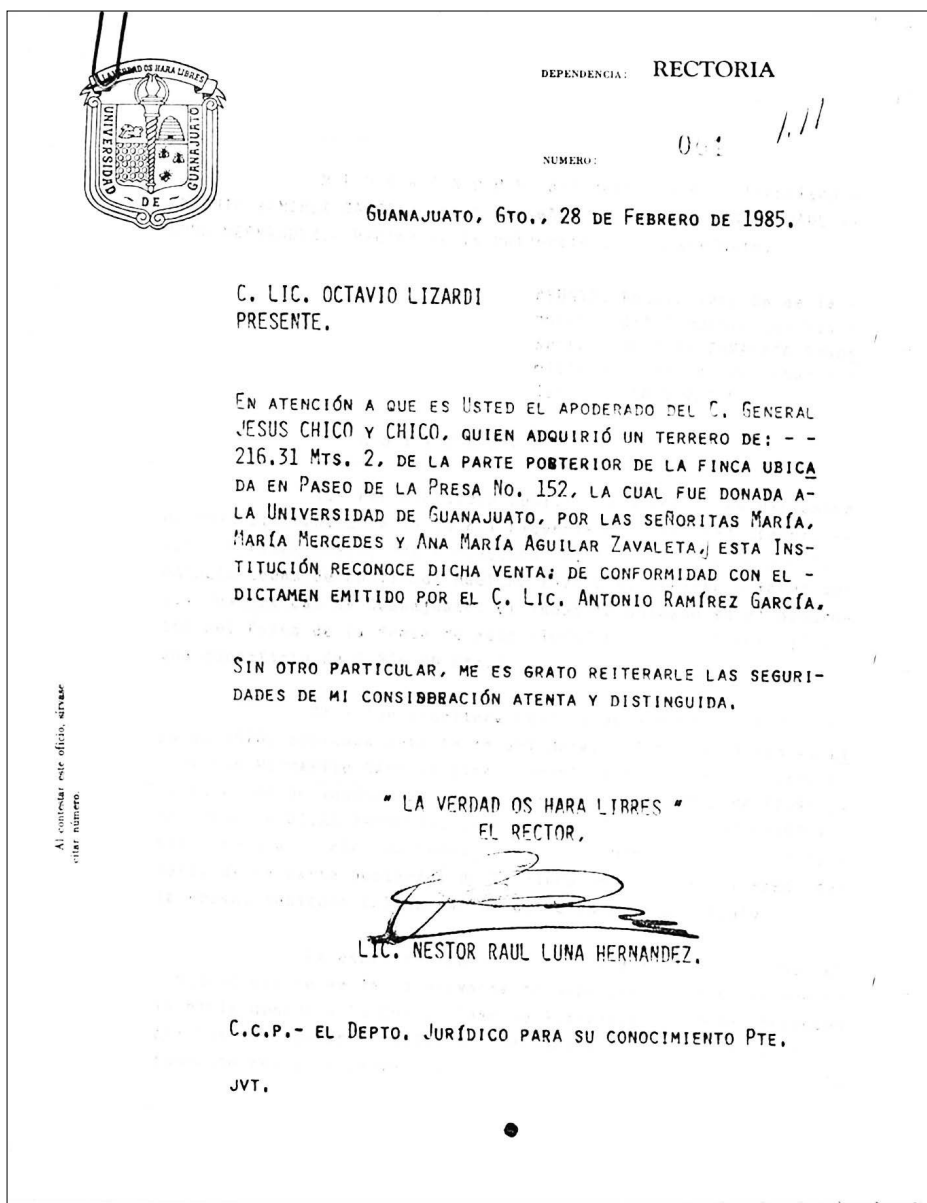 LA VERDAD OS HARA LIBRES
UNIVERSIDAD DE GUANAJUATO
DEPENDENCIA: RECTORIA
NUMERO:
GUANAJUATO, GTO., 28 DE FEBRERO DE 1985.
C. LIC. OCTAVIO LIZARDI
PRESENTE.
EN ATENCIÓN A QUE ES USTED EL APODERADO DEL C. GENERAL
JESUS CHICO Y CHICO, QUIEN ADQUIRIÓ UN TERRERO DE: - -
216.31 MTS. 2, DE LA PARTE POSTERIOR DE LA FINCA UBICA
DA EN PASEO DE LA PRESA NO. 152, LA CUAL FUE DONADA A-
LA UNIVERSIDAD DE GUANAJUATO, POR LAS SEÑORITAS MARÍA,
MARÍA MERCEDES Y ANA MARÍA AGUILAR ZAVALETA, ESTA INS-
TITUCIÓN RECONOCE DICHA VENTA; DE CONFORMIDAD CON EL -
DICTAMEN EMITIDO POR EL C. LIC. ANTONIO RAMÍREZ GARCÍA.
SIN OTRO PARTICULAR, ME ES GRATO REITERARLE LAS SEGURI-
DADES DE MI CONSIDERACIÓN ATENTA Y DISTINGUIDA.
Al contestar este oficio, sírvase
citar número.
" LA VERDAD OS HARA LIBRES "
EL RECTOR,
LIC. NESTOR RAUL LUNA HERNANDEZ.
C.C.P.- EL DEPTO. JURÍDICO PARA SU CONOCIMIENTO PTE.
JVT.